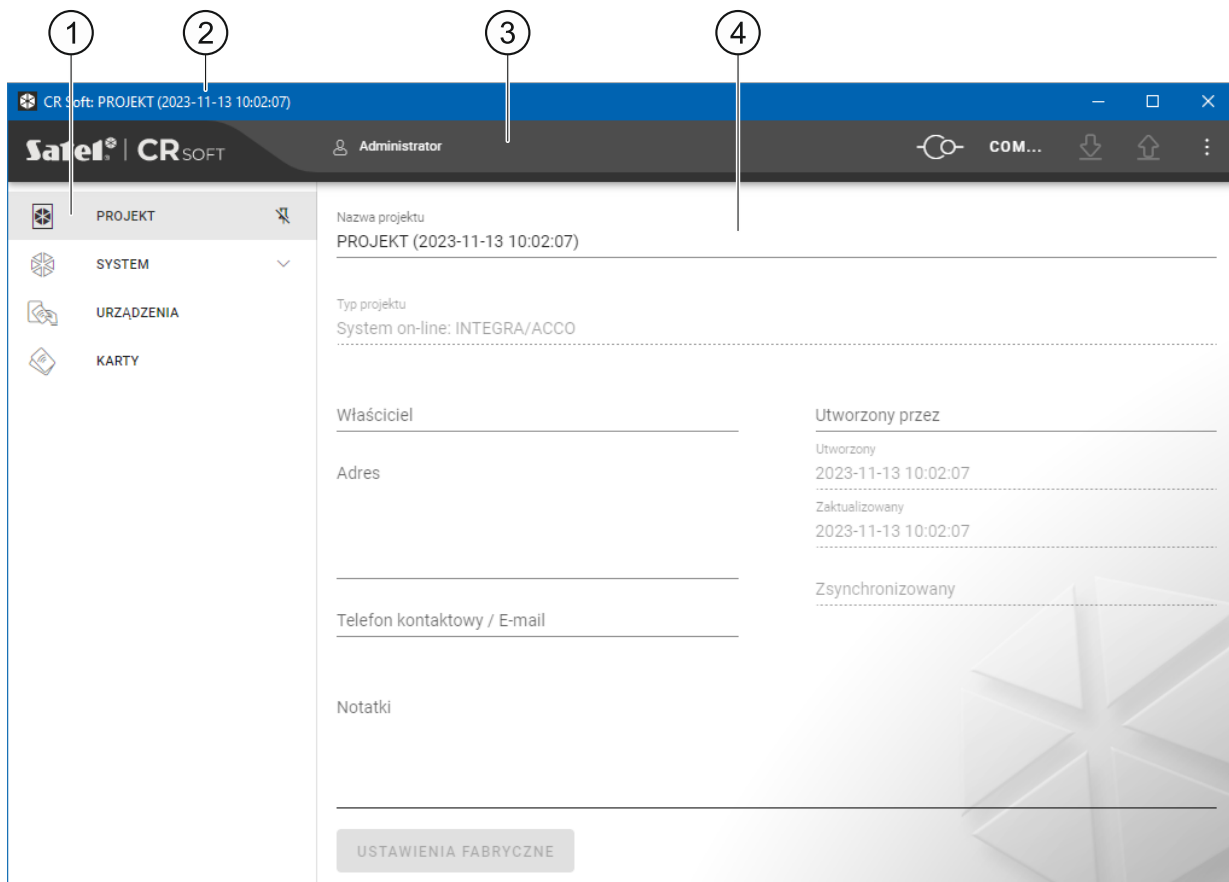 1 2 3 4
CR Soft: PROJEKT (2023-11-13 10:02:07)
Satel® | CR SOFT
Administrator
COM...
PROJEKT
SYSTEM
URZĄDZENIA
KARTY
Nazwa projektu
PROJEKT (2023-11-13 10:02:07)
Typ projektu
System on-line: INTEGRA/ACCO
Właściciel
Utworzony przez
Utworzony
2023-11-13 10:02:07
Adres
Zaktualizowany
2023-11-13 10:02:07
Zsynchronizowany
Telefon kontaktowy / E-mail
Notatki
USTAWIENIA FABRYCZNE